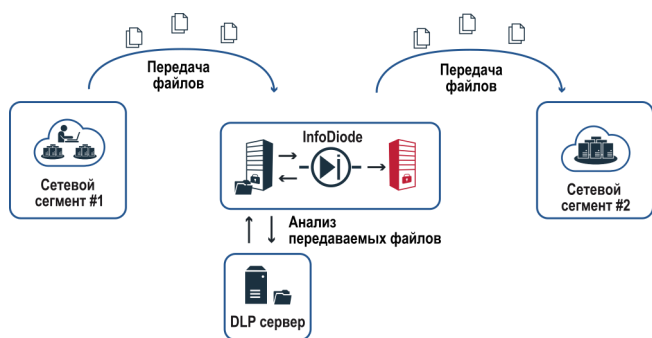 Передача
файлов
Передача
файлов
InfoDiode
Сетевой
сегмент #1
Сетевой
сегмент #2
Анализ
передаваемых файлов
DLP сервер